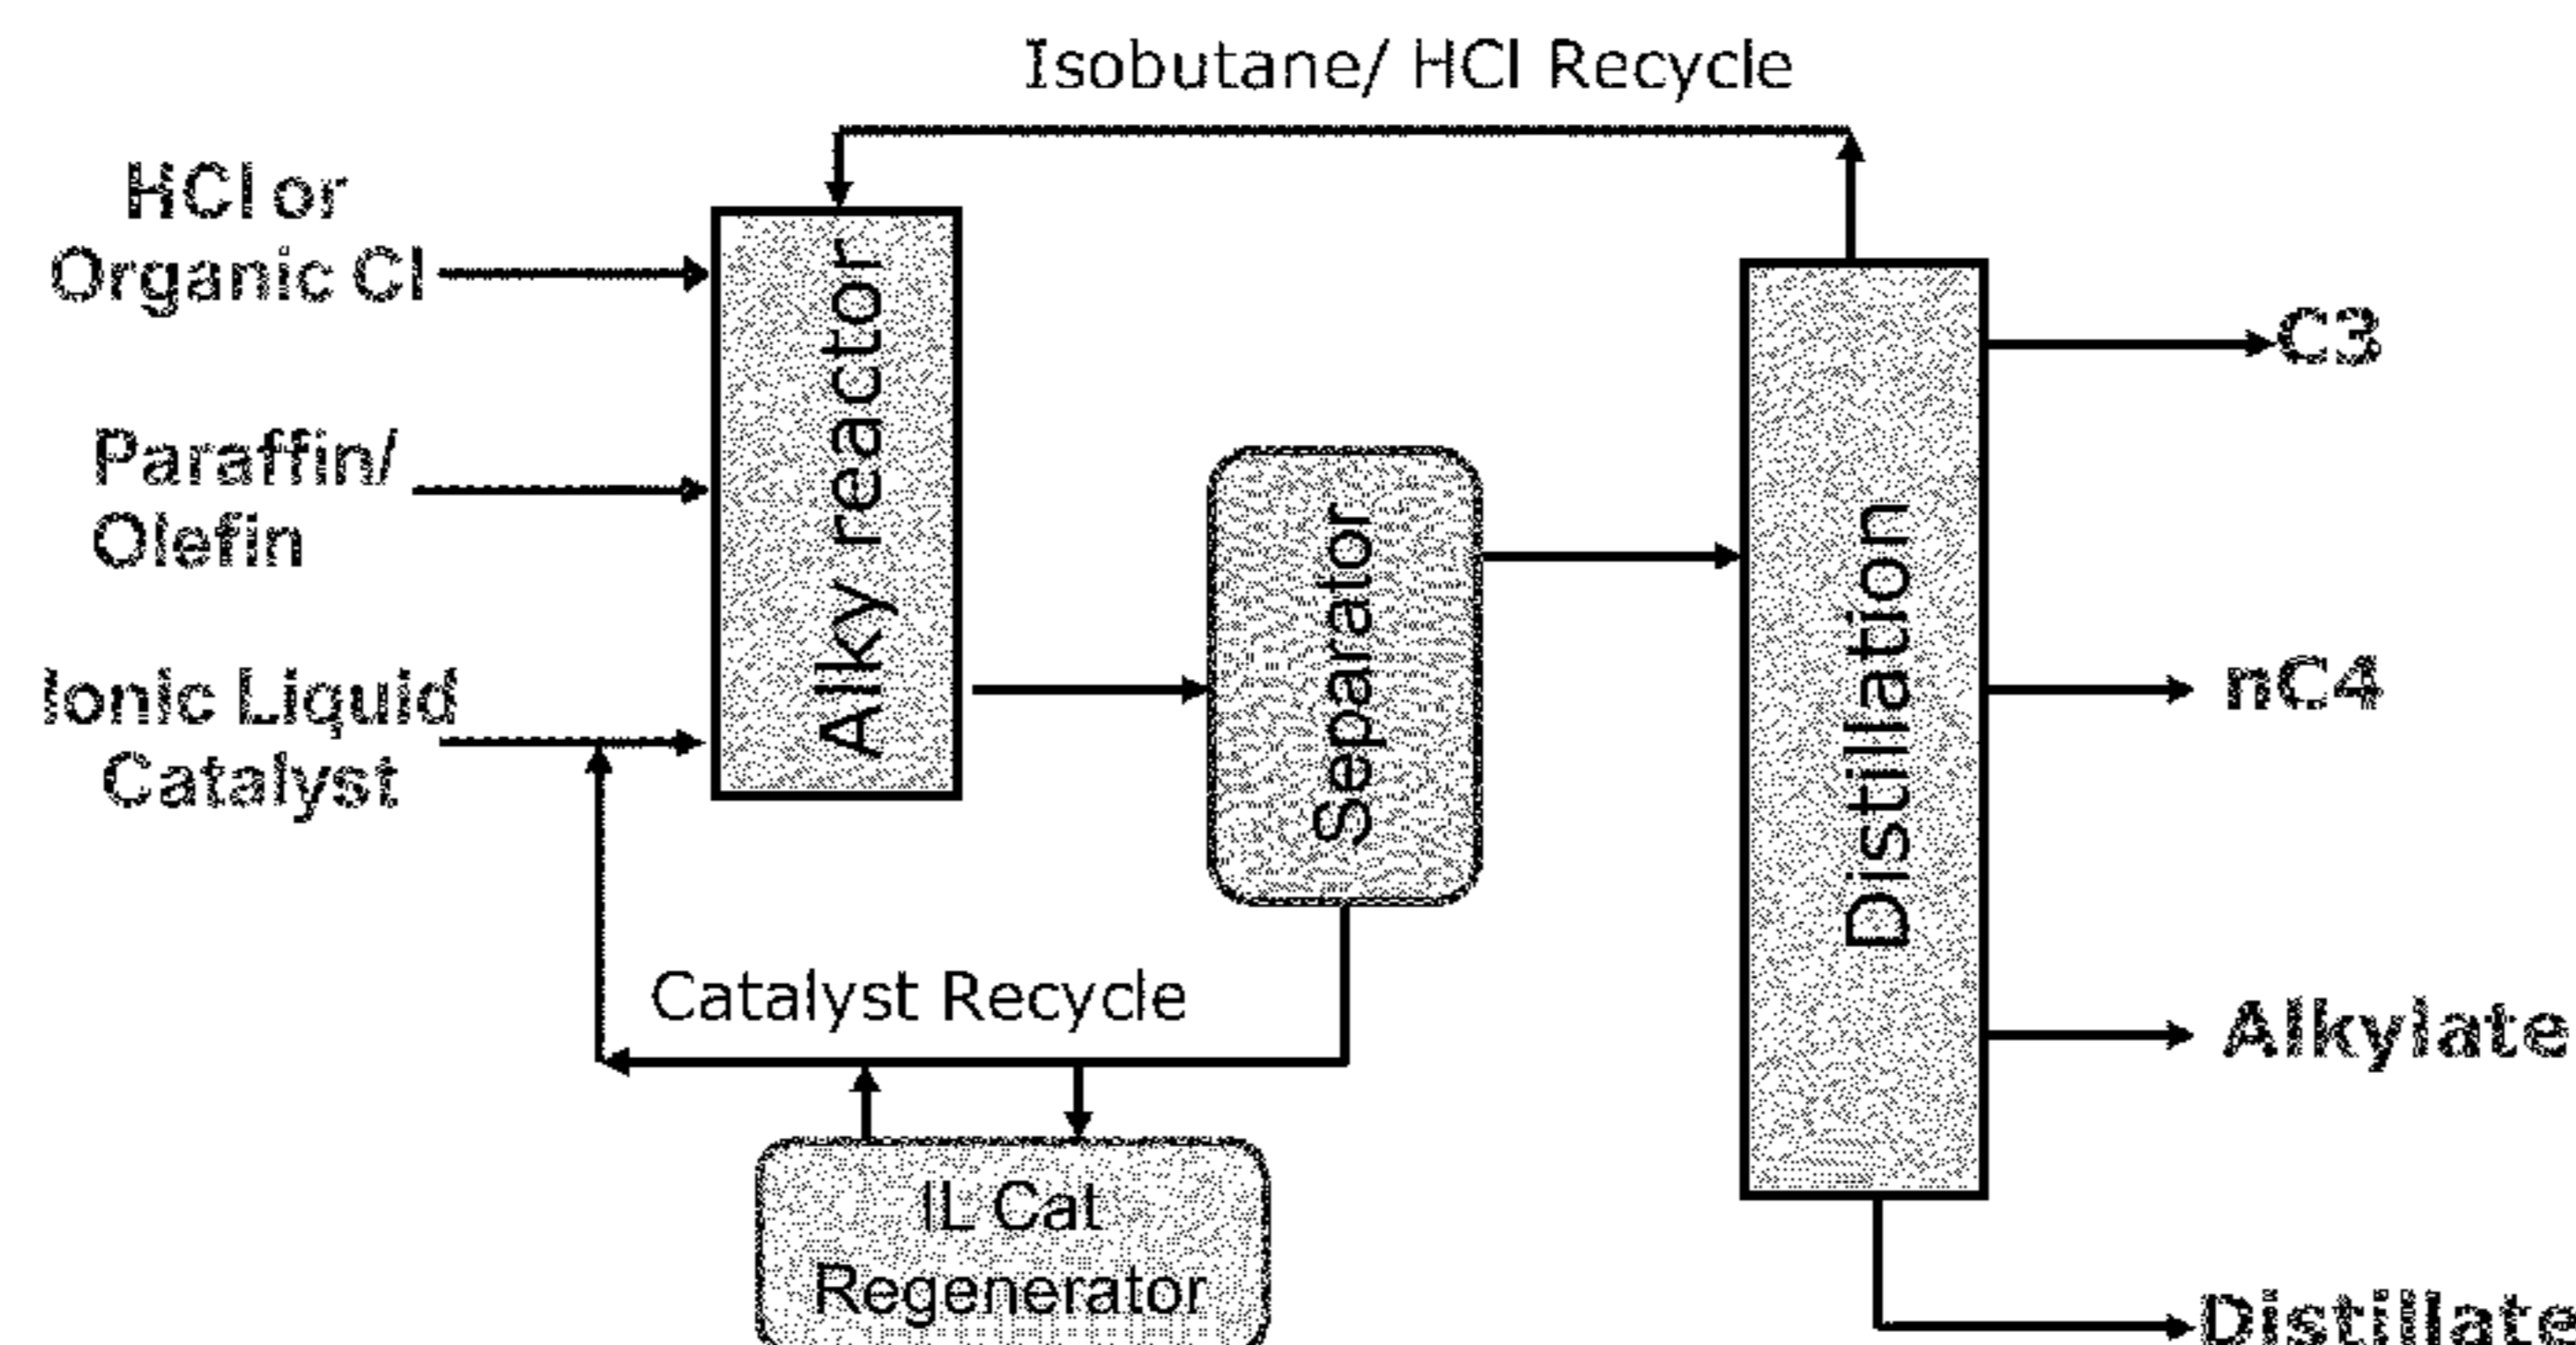 Isobutane/ HCl Recycle
HCl or
Organic Cl
Paraffin/
Olefin
Ionic Liquid
Catalyst
Alky reactor
Separator
Distillation
C3
nC4
Alkylate
Distillate
Catalyst Recycle
IL Cat
Regenerator